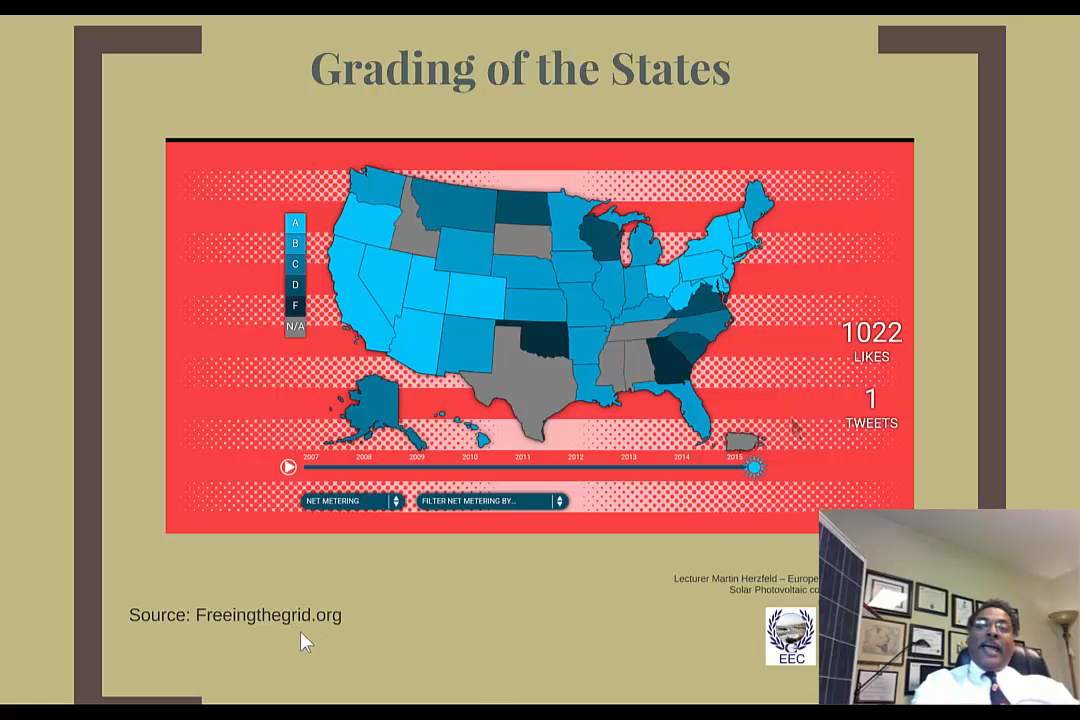 Grading of the States
A
B
C
D
F
N/A
1022
LIKES
1
TWEETS
2007 2008 2009 2010 2011 2012 2013 2014 2015
NET METERING
FILTER NET METERING BY...
Lecturer Martin Herzfeld – Europe
Solar Photovoltaic co
Source: Freeingthegrid.org
EEC